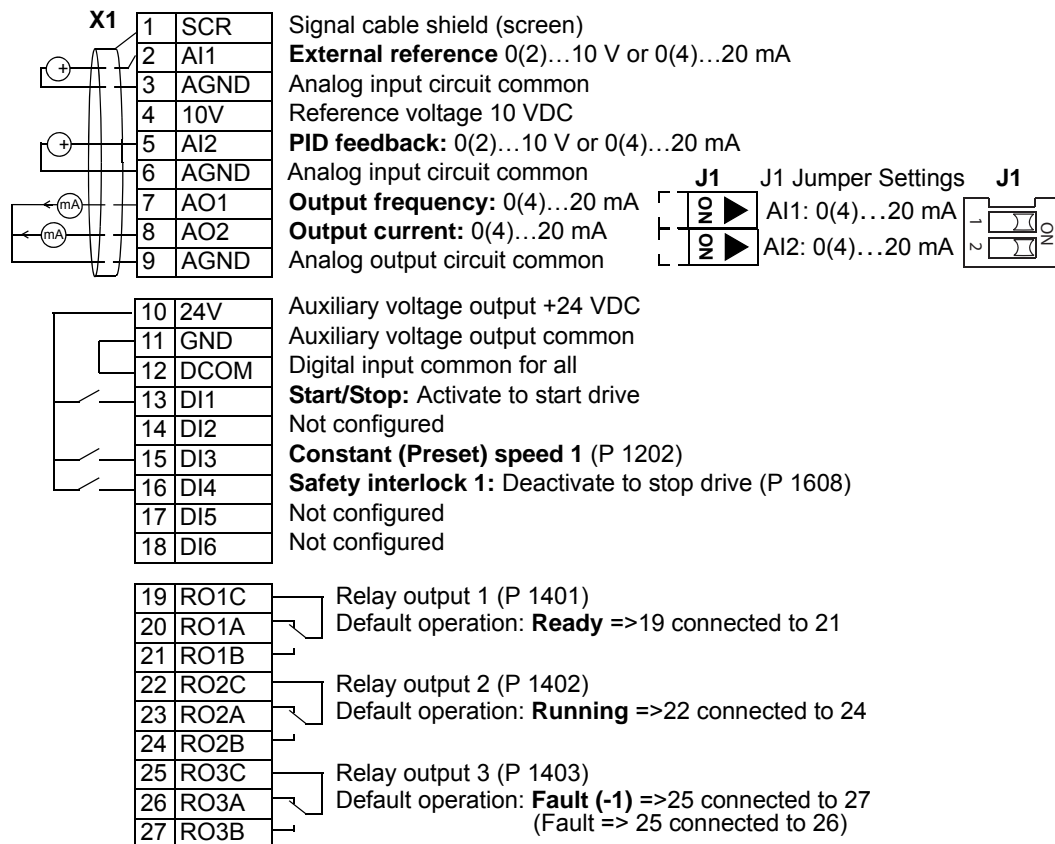 X1
1 SCR Signal cable shield (screen)
2 AI1 External reference 0(2)…10 V or 0(4)…20 mA
3 AGND Analog input circuit common
4 10V Reference voltage 10 VDC
5 AI2 PID feedback: 0(2)…10 V or 0(4)…20 mA
6 AGND Analog input circuit common
7 AO1 Output frequency: 0(4)…20 mA
8 AO2 Output current: 0(4)…20 mA
9 AGND Analog output circuit common
+
+
mA
mA
J1 J1 Jumper Settings J1
ON AI1: 0(4)…20 mA 1
ON AI2: 0(4)…20 mA 2
ON
10 24V Auxiliary voltage output +24 VDC
11 GND Auxiliary voltage output common
12 DCOM Digital input common for all
13 DI1 Start/Stop: Activate to start drive
14 DI2 Not configured
15 DI3 Constant (Preset) speed 1 (P 1202)
16 DI4 Safety interlock 1: Deactivate to stop drive (P 1608)
17 DI5 Not configured
18 DI6 Not configured
19 RO1C Relay output 1 (P 1401)
20 RO1A Default operation: Ready =>19 connected to 21
21 RO1B
22 RO2C Relay output 2 (P 1402)
23 RO2A Default operation: Running =>22 connected to 24
24 RO2B
25 RO3C Relay output 3 (P 1403)
26 RO3A Default operation: Fault (-1) =>25 connected to 27
27 RO3B (Fault => 25 connected to 26)